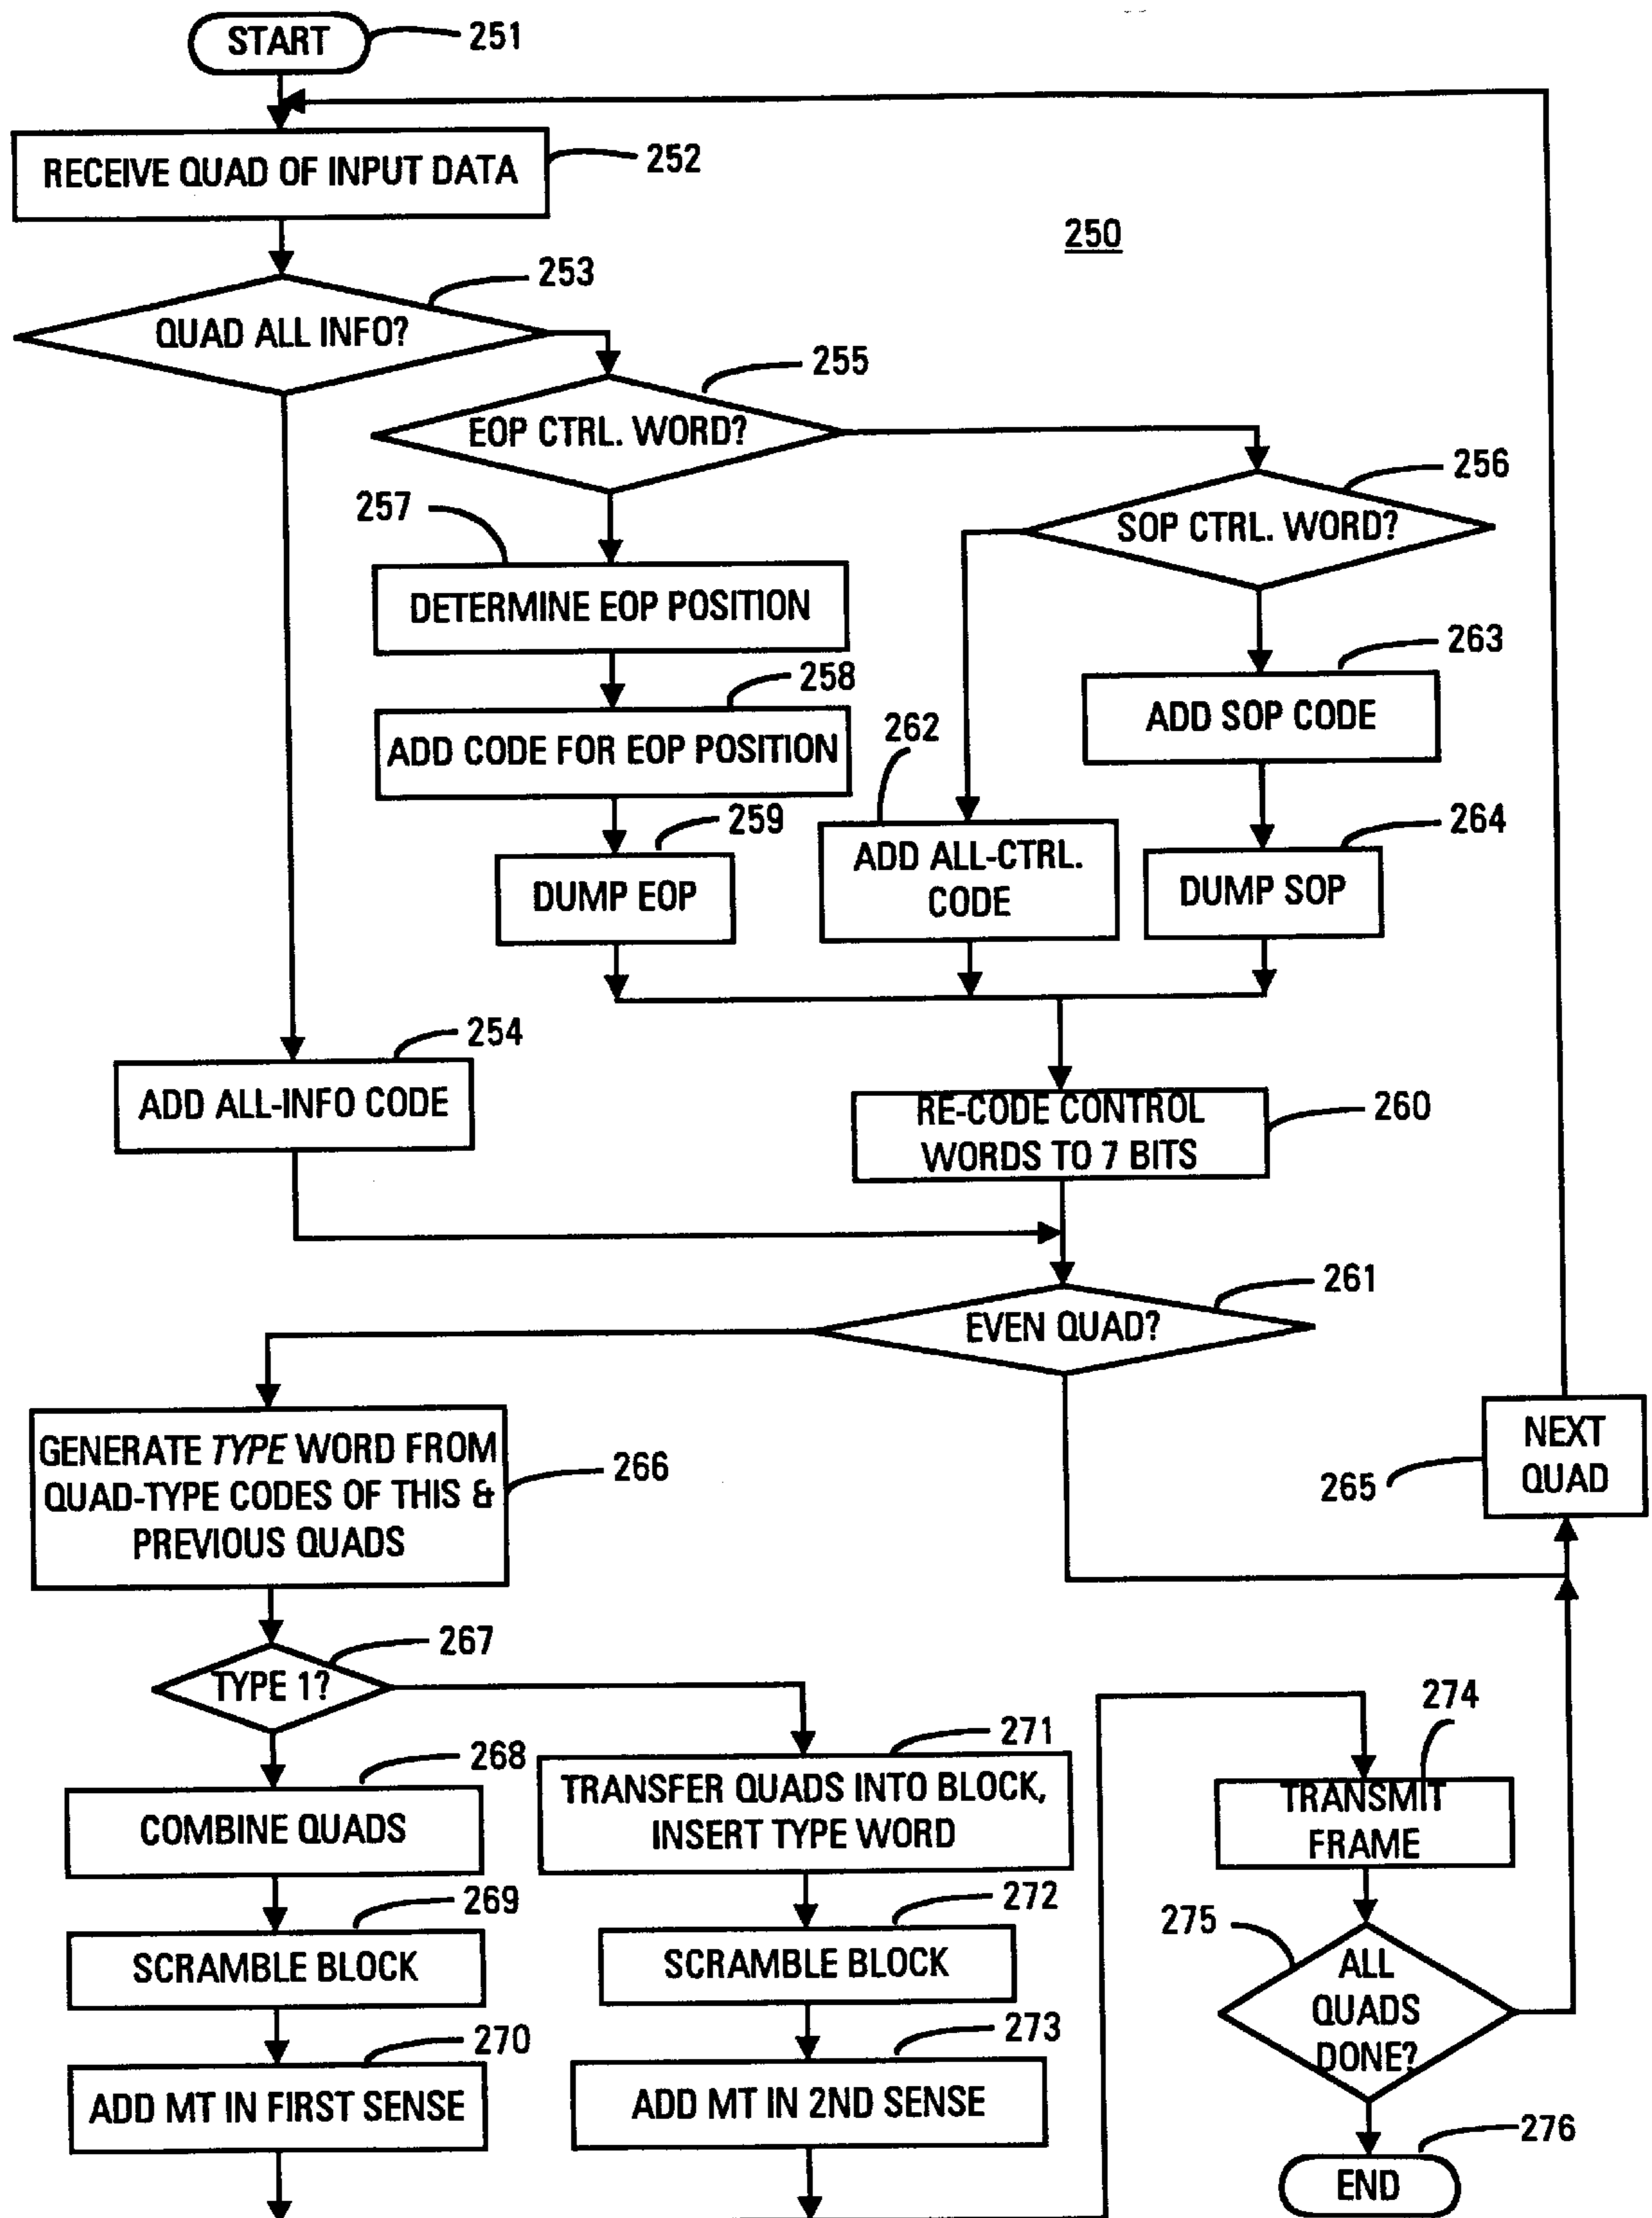 START
251
RECEIVE QUAD OF INPUT DATA
252
250
QUAD ALL INFO?
253
EOP CTRL. WORD?
255
SOP CTRL. WORD?
256
257
DETERMINE EOP POSITION
263
ADD SOP CODE
258
ADD CODE FOR EOP POSITION
262
ADD ALL-CTRL.
CODE
259
DUMP EOP
264
DUMP SOP
254
ADD ALL-INFO CODE
RE-CODE CONTROL
WORDS TO 7 BITS
260
261
EVEN QUAD?
GENERATE TYPE WORD FROM
QUAD-TYPE CODES OF THIS &
PREVIOUS QUADS
266
NEXT
QUAD
265
267
TYPE 1?
268
COMBINE QUADS
271
TRANSFER QUADS INTO BLOCK,
INSERT TYPE WORD
274
TRANSMIT
FRAME
269
SCRAMBLE BLOCK
272
SCRAMBLE BLOCK
275
ALL
QUADS
DONE?
270
ADD MT IN FIRST SENSE
273
ADD MT IN 2ND SENSE
276
END